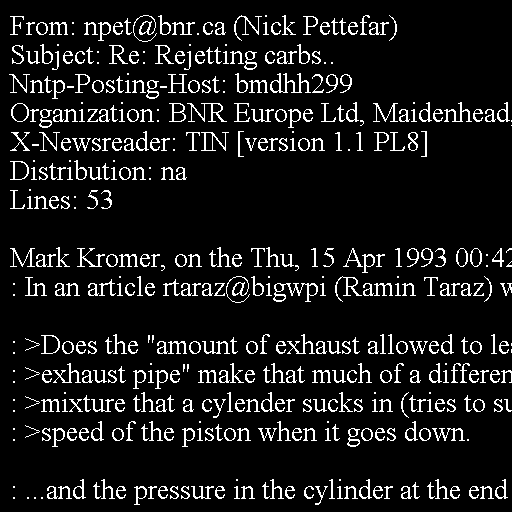 From: npet@bnr.ca (Nick Pettefar)
Subject: Re: Rejetting carbs..
Nntp-Posting-Host: bmdhh299
Organization: BNR Europe Ltd, Maidenhead,
X-Newsreader: TIN [version 1.1 PL8]
Distribution: na
Lines: 53

Mark Kromer, on the Thu, 15 Apr 1993 00:42
: In an article rtaraz@bigwpi (Ramin Taraz) w

: >Does the "amount of exhaust allowed to lea
: >exhaust pipe" make that much of a differen
: >mixture that a cylender sucks in (tries to su
: >speed of the piston when it goes down.

: ...and the pressure in the cylinder at the end